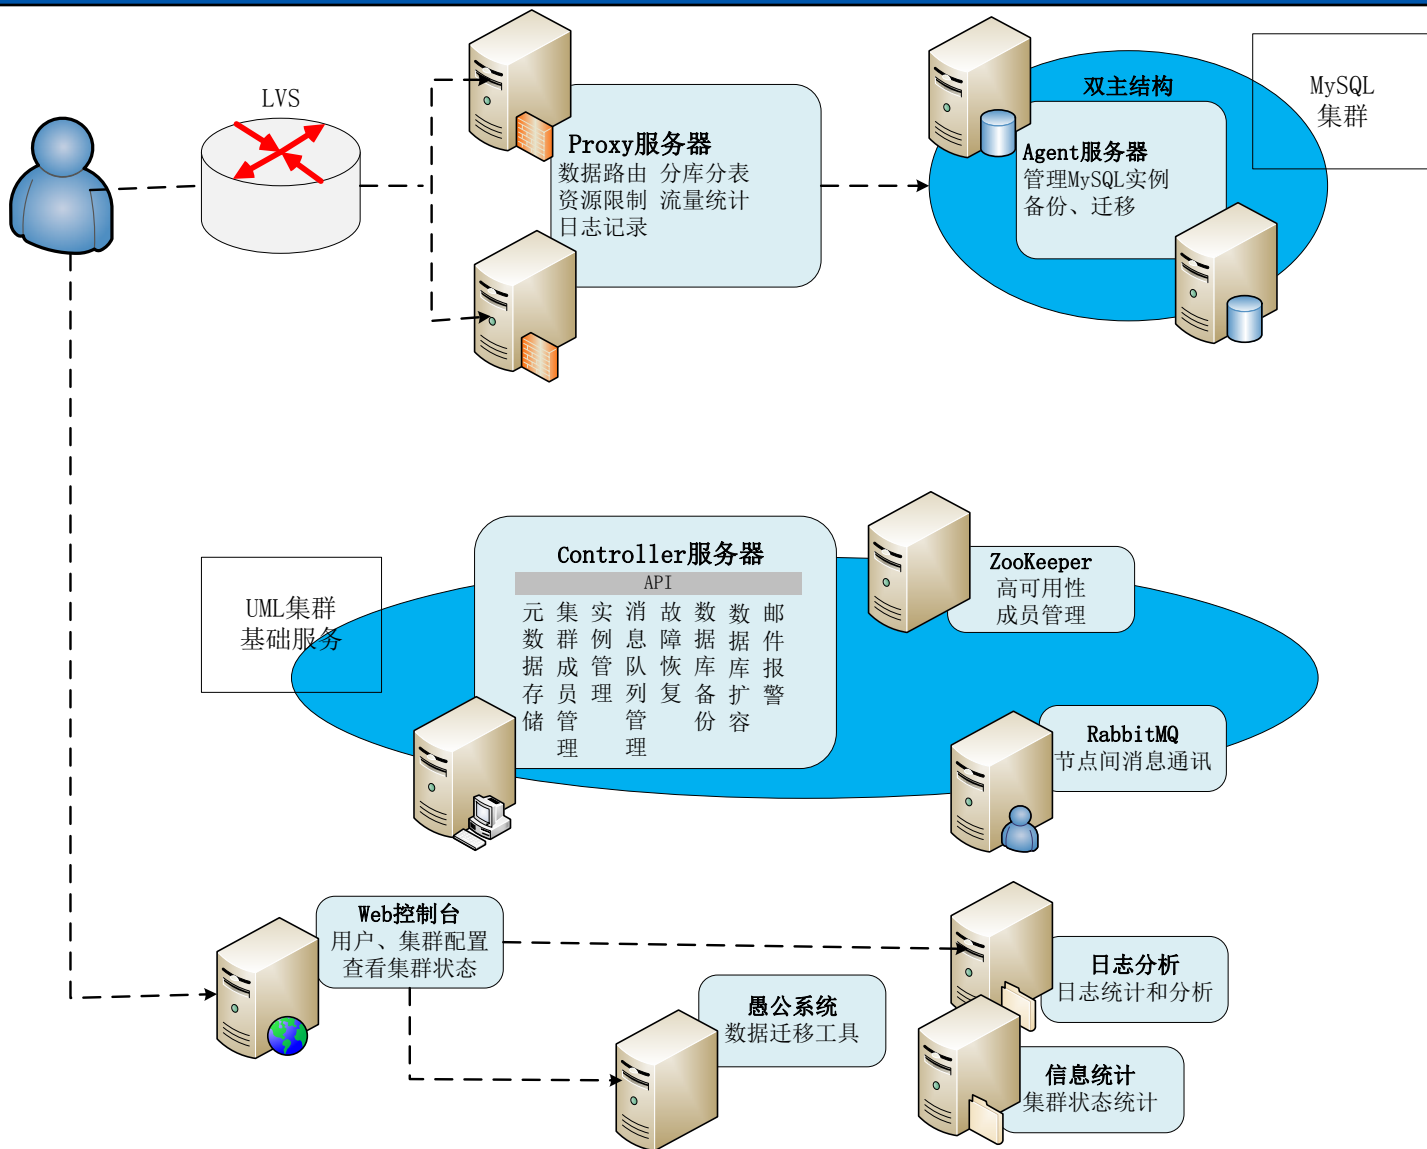 LVS
Proxy服务器
数据路由 分库分表
资源限制 流量统计
日志记录
双主结构
Agent服务器
管理MySQL实例
备份、迁移
MySQL
集群
UML集群
基础服务
Controller服务器
API
元数据存储
集群成员管理
实例管理
消息队列管理
故障恢复
数据库备份
数据库扩容
邮件报警
ZooKeeper
高可用性
成员管理
RabbitMQ
节点间消息通讯
Web控制台
用户、集群配置
查看集群状态
愚公系统
数据迁移工具
日志分析
日志统计和分析
信息统计
集群状态统计